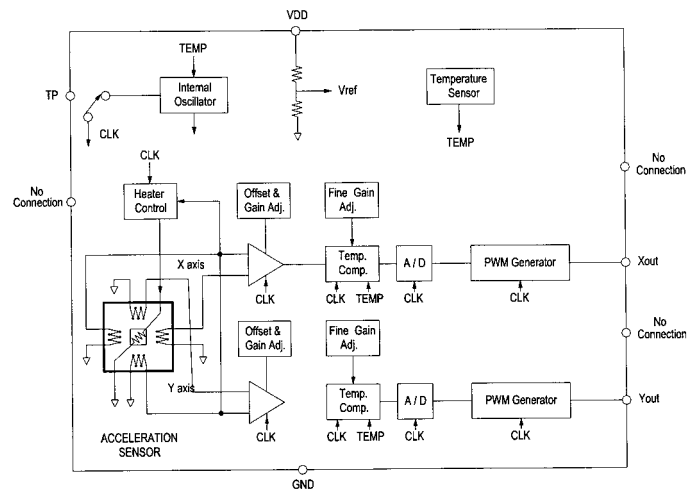 VDD
TEMP
Internal
Oscillator
Temperature
Sensor
Vref
TP
CLK
TEMP
CLK
No
Connection
No
Connection
Heater
Control
Offset &
Gain Adj.
Fine Gain
Adj.
X axis
Temp.
Comp.
A / D
PWM Generator
Xout
CLK
CLK
TEMP
CLK
CLK
Offset &
Gain Adj.
Fine Gain
Adj.
No
Connection
Y axis
Temp.
Comp.
A / D
PWM Generator
Yout
CLK
CLK
TEMP
CLK
CLK
ACCELERATION
SENSOR
GND